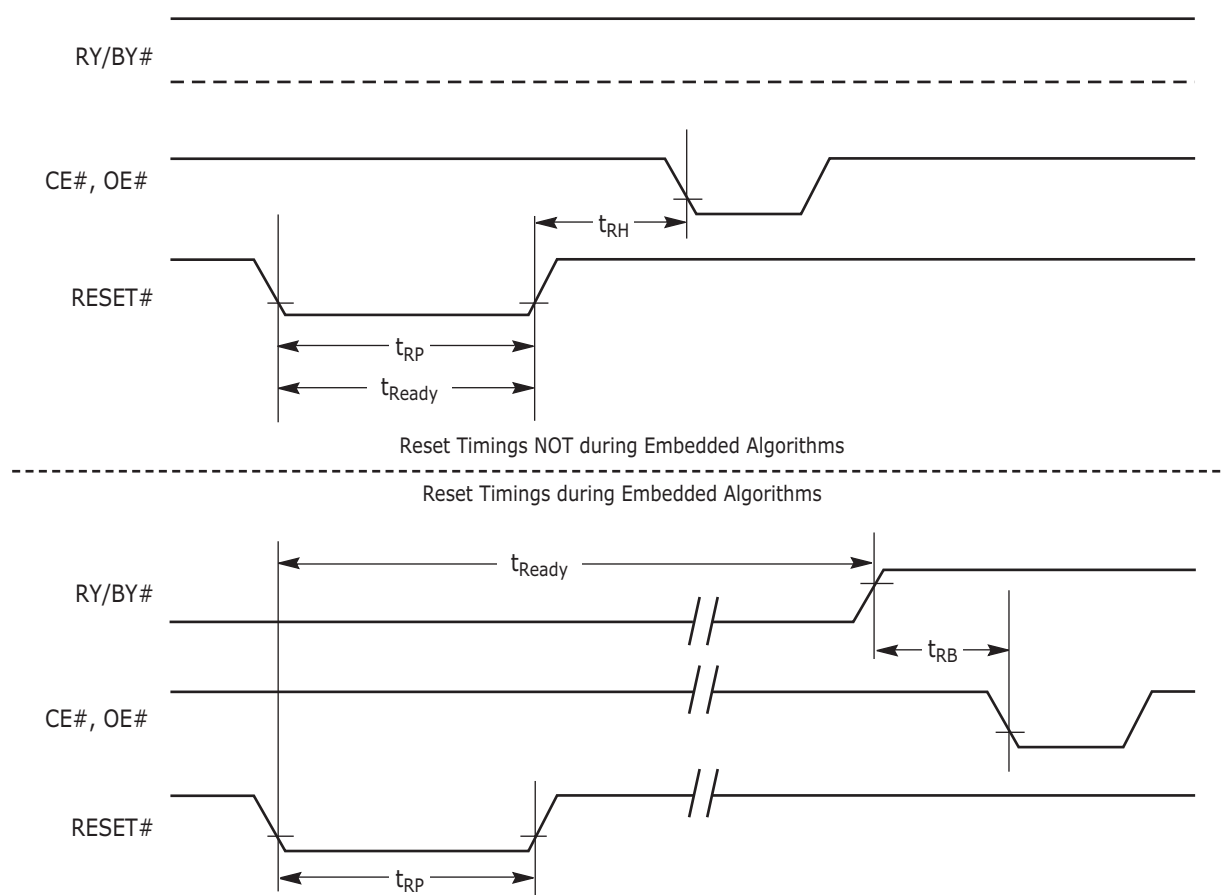 RY/BY#
CE#, OE#
tRH
RESET#
tRP
tReady
Reset Timings NOT during Embedded Algorithms
Reset Timings during Embedded Algorithms
tReady
RY/BY#
tRB
CE#, OE#
RESET#
tRP